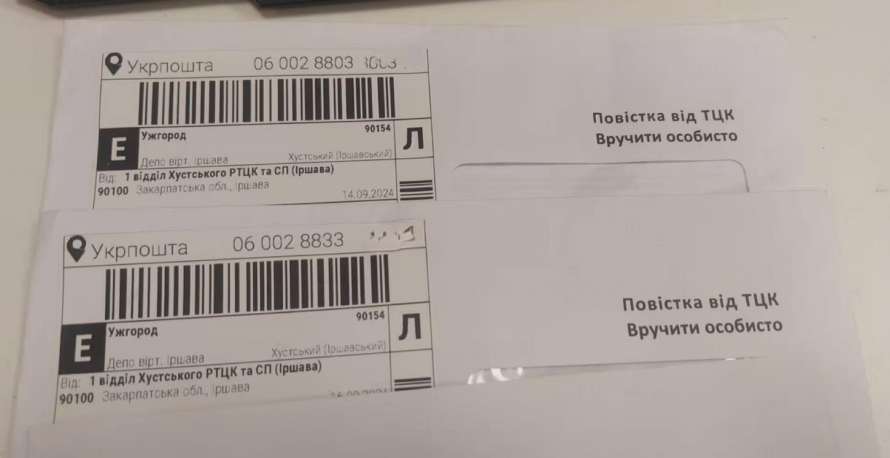 Укрпошта 06 002 8803
90154
Е Ужгород Л
Депо вірт. Іршава Хустський (Іршавський)
Від: 1 відділ Хустського РТЦК та СП (Іршава)
90100 Закарпатська обл., Іршава
14.09.2024
Повістка від ТЦК
Вручити особисто
Укрпошта 06 002 8833
90154
Е Ужгород Л
Депо вірт. Іршава Хустський (Іршавський)
Від: 1 відділ Хустського РТЦК та СП (Іршава)
90100 Закарпатська обл., Іршава
Повістка від ТЦК
Вручити особисто